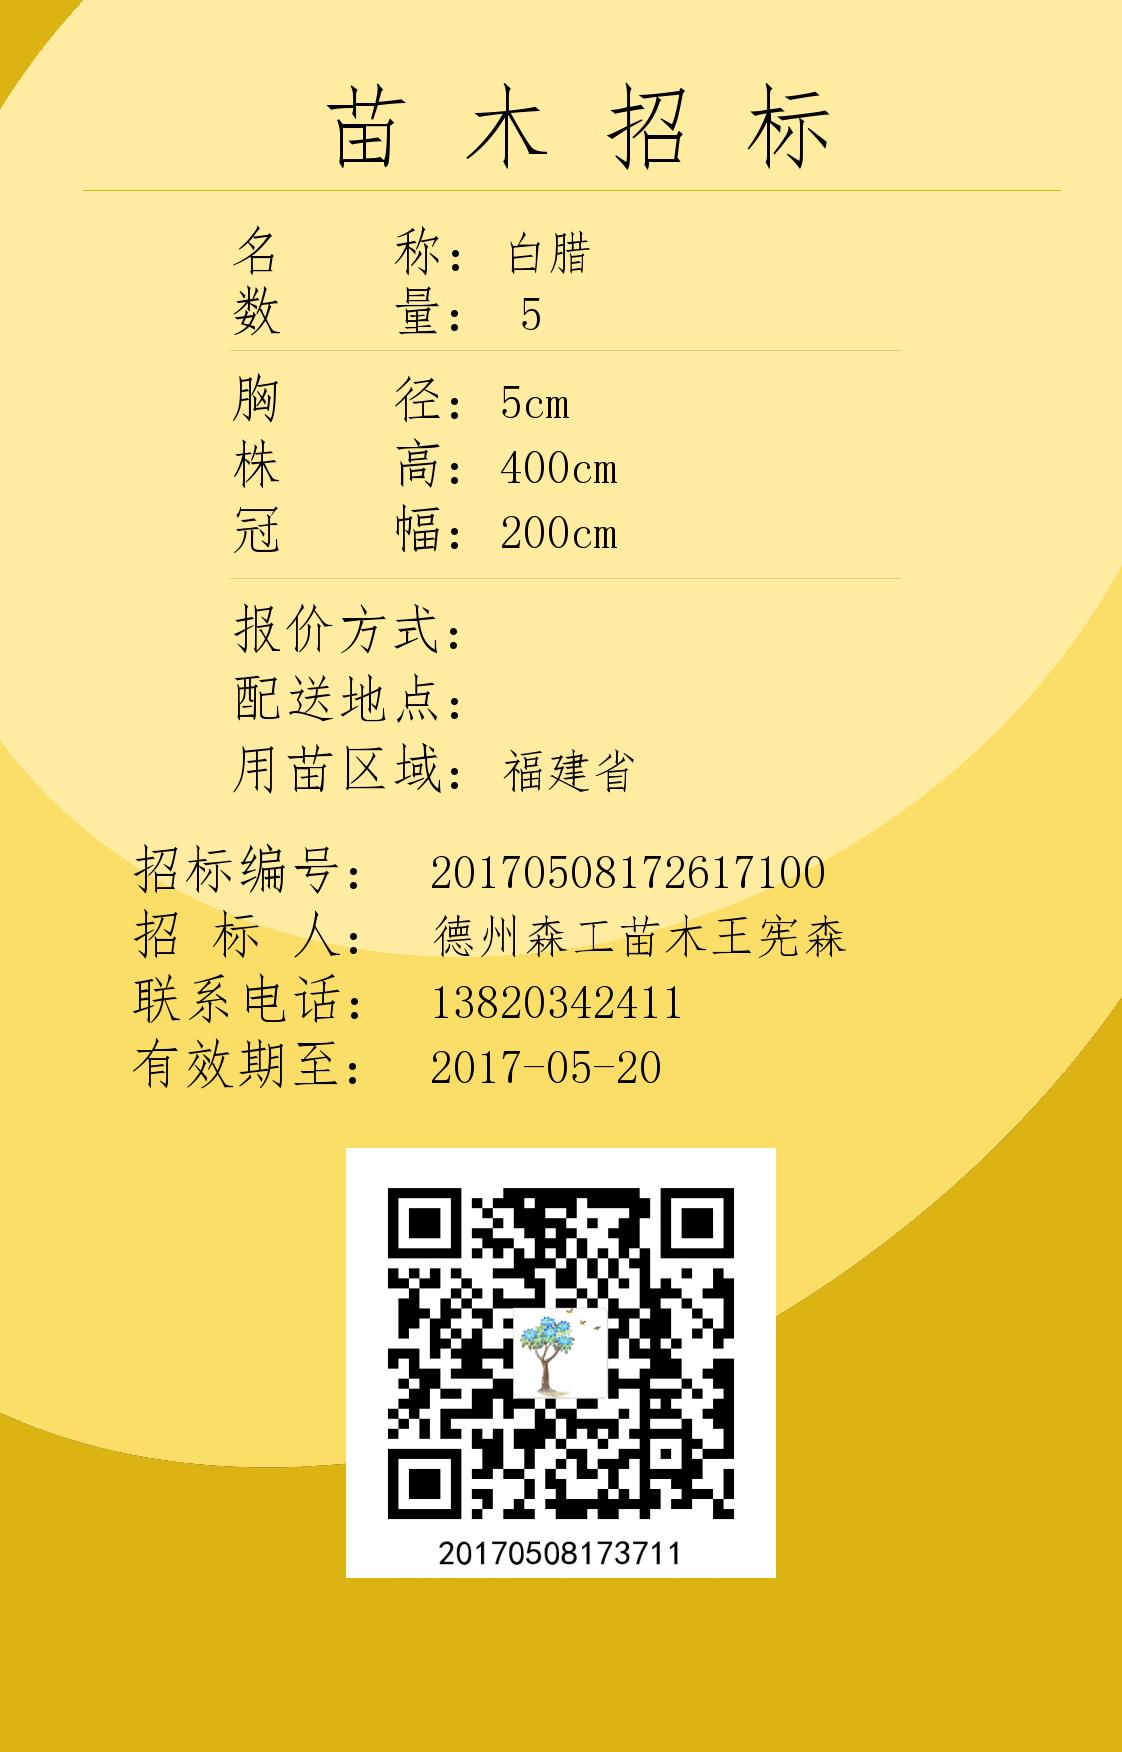 苗木招标
名 称： 白腊
数 量： 5
胸 径： 5cm
株 高： 400cm
冠 幅： 200cm
报价方式：
配送地点：
用苗区域： 福建省
招标编号： 20170508172617100
招 标 人： 德州森工苗木王宪森
联系电话： 13820342411
有效期至： 2017-05-20
20170508173711